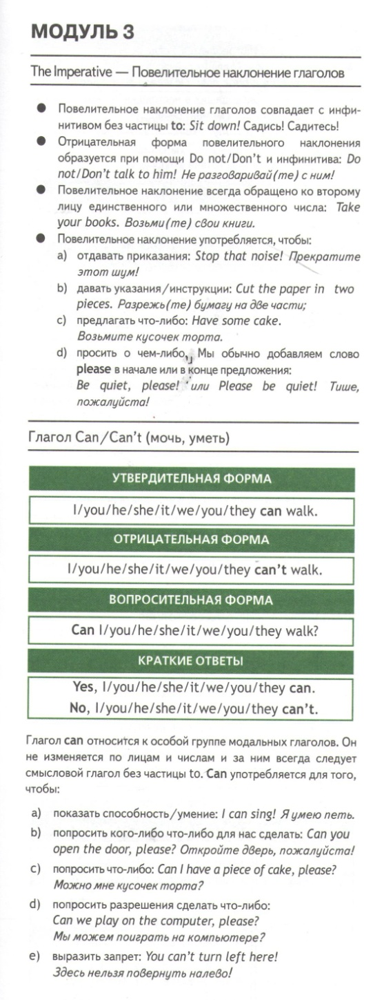 МОДУЛЬ 3
The Imperative — Повелительное наклонение глаголов
● Повелительное наклонение глаголов совпадает с инфи-
нитивом без частицы to: Sit down! Садись! Садитесь!
● Отрицательная форма повелительного наклонения
образуется при помощи Do not/Don't и инфинитива: Do
not/Don't talk to him! Не разговаривай(те) с ним!
● Повелительное наклонение всегда обращено ко второму
лицу единственного или множественного числа: Take
your books. Возьми(те) свои книги.
● Повелительное наклонение употребляется, чтобы:
a) отдавать приказания: Stop that noise! Прекратите
этот шум!
b) давать указания/инструкции: Cut the paper in two
pieces. Разрежь(те) бумагу на две части;
c) предлагать что-либо: Have some cake.
Возьмите кусочек торта.
d) просить о чем-либо. Мы обычно добавляем слово
please в начале или в конце предложения:
Be quiet, please! или Please be quiet! Тише,
пожалуйста!
Глагол Can/Can't (мочь, уметь)
УТВЕРДИТЕЛЬНАЯ ФОРМА
I/you/he/she/it/we/you/they can walk.
ОТРИЦАТЕЛЬНАЯ ФОРМА
I/you/he/she/it/we/you/they can't walk.
ВОПРОСИТЕЛЬНАЯ ФОРМА
Can I/you/he/she/it/we/you/they walk?
КРАТКИЕ ОТВЕТЫ
Yes, I/you/he/she/it/we/you/they can.
No, I/you/he/she/it/we/you/they can't.
Глагол can относится к особой группе модальных глаголов. Он
не изменяется по лицам и числам и за ним всегда следует
смысловой глагол без частицы to. Can употребляется для того,
чтобы:
a) показать способность/умение: I can sing! Я умею петь.
b) попросить кого-либо что-либо для нас сделать: Can you
open the door, please? Откройте дверь, пожалуйста!
c) попросить что-либо: Can I have a piece of cake, please?
Можно мне кусочек торта?
d) попросить разрешения сделать что-либо:
Can we play on the computer, please?
Мы можем поиграть на компьютере?
e) выразить запрет: You can't turn left here!
Здесь нельзя повернуть налево!